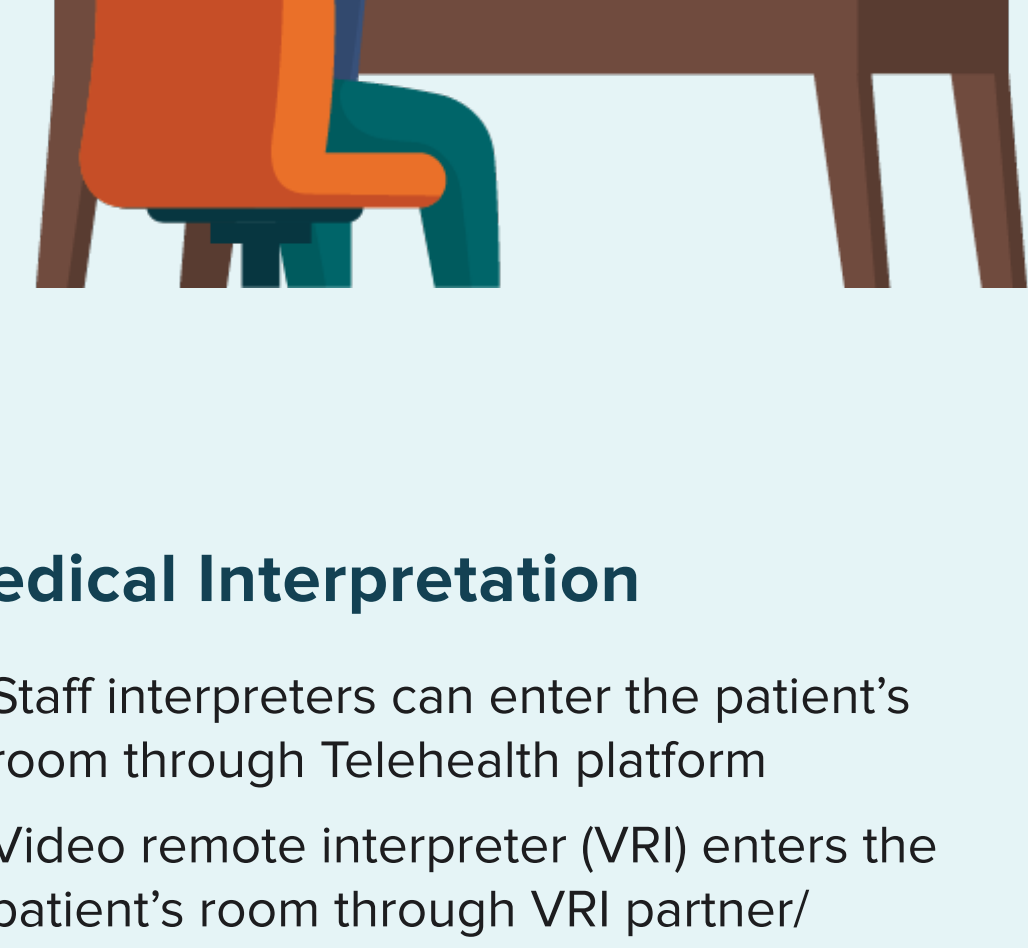 edical Interpretation
Staff interpreters can enter the patient’s
room through Telehealth platform
Video remote interpreter (VRI) enters the
patient’s room through VRI partner/